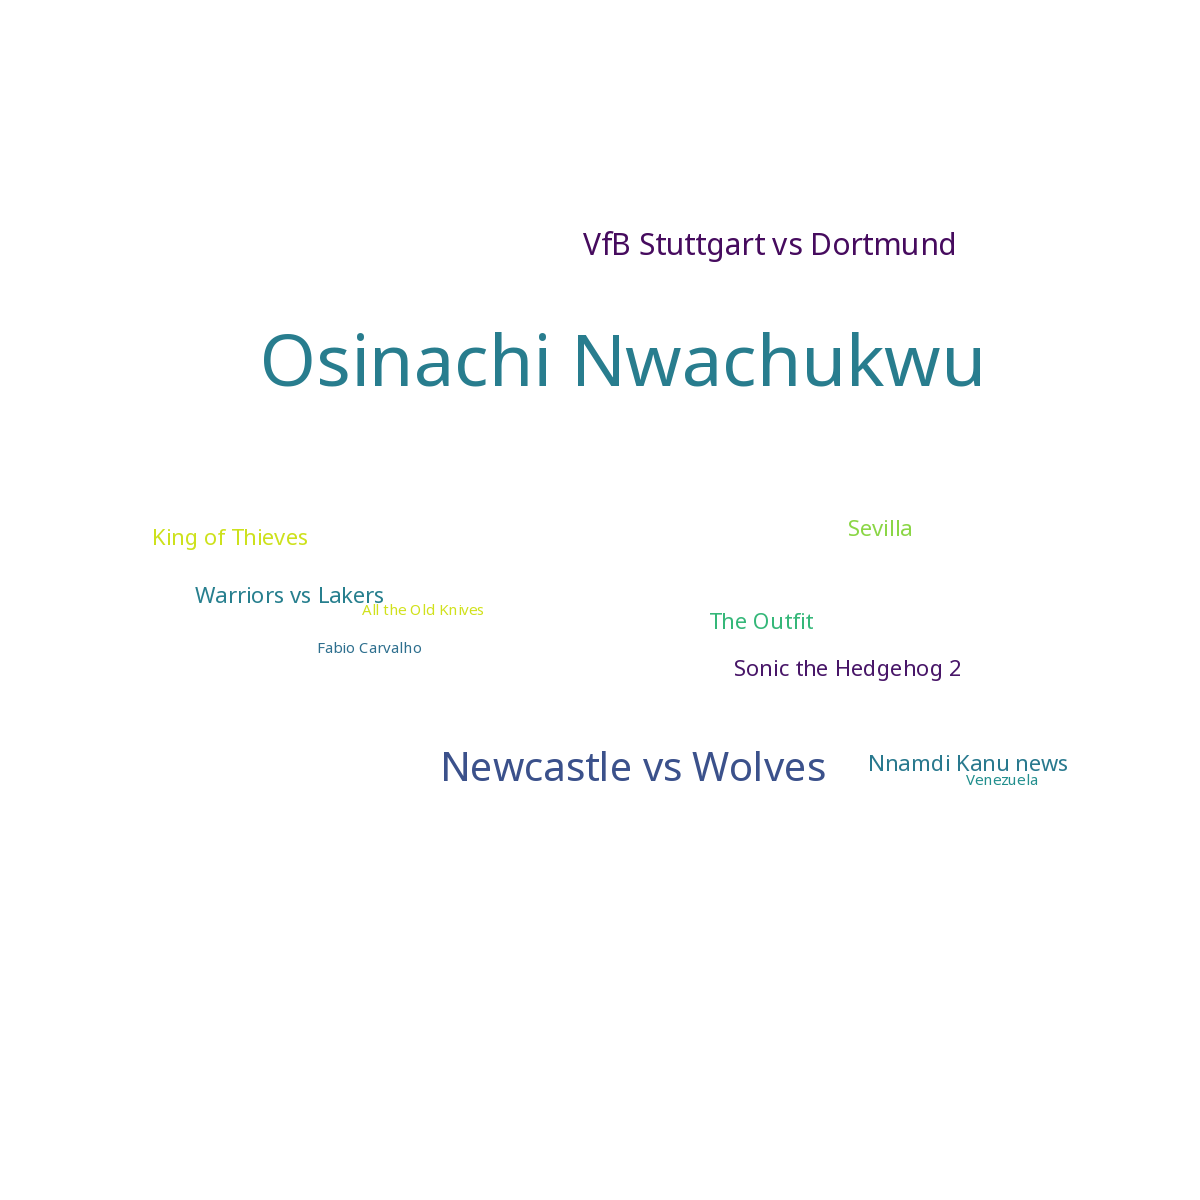 VfB Stuttgart vs Dortmund
Osinachi Nwachukwu
Sevilla
King of Thieves
Warriors vs Lakers
All the Old Knives
The Outfit
Fabio Carvalho
Sonic the Hedgehog 2
Newcastle vs Wolves
Nnamdi Kanu news
Venezuela